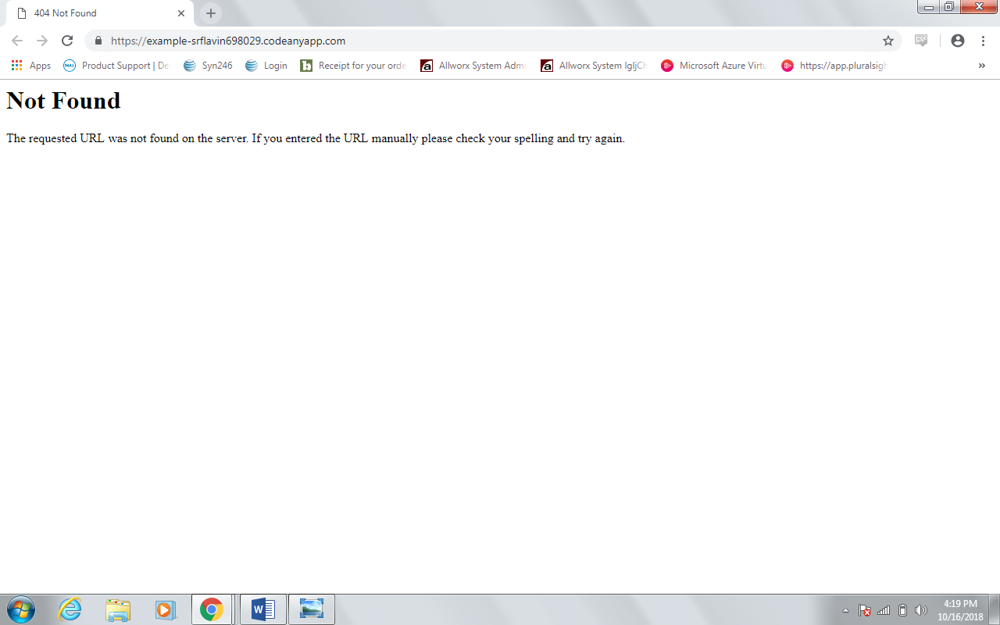 404 Not Found
https://example-srflavin698029.codeanyapp.com
Apps Product Support | De Syn246 Login Receipt for your orde Allworx System Admi Allworx System IgIjCh Microsoft Azure Virtu https://app.pluralsigh »
Not Found
The requested URL was not found on the server. If you entered the URL manually please check your spelling and try again.
4:19 PM
10/16/2018